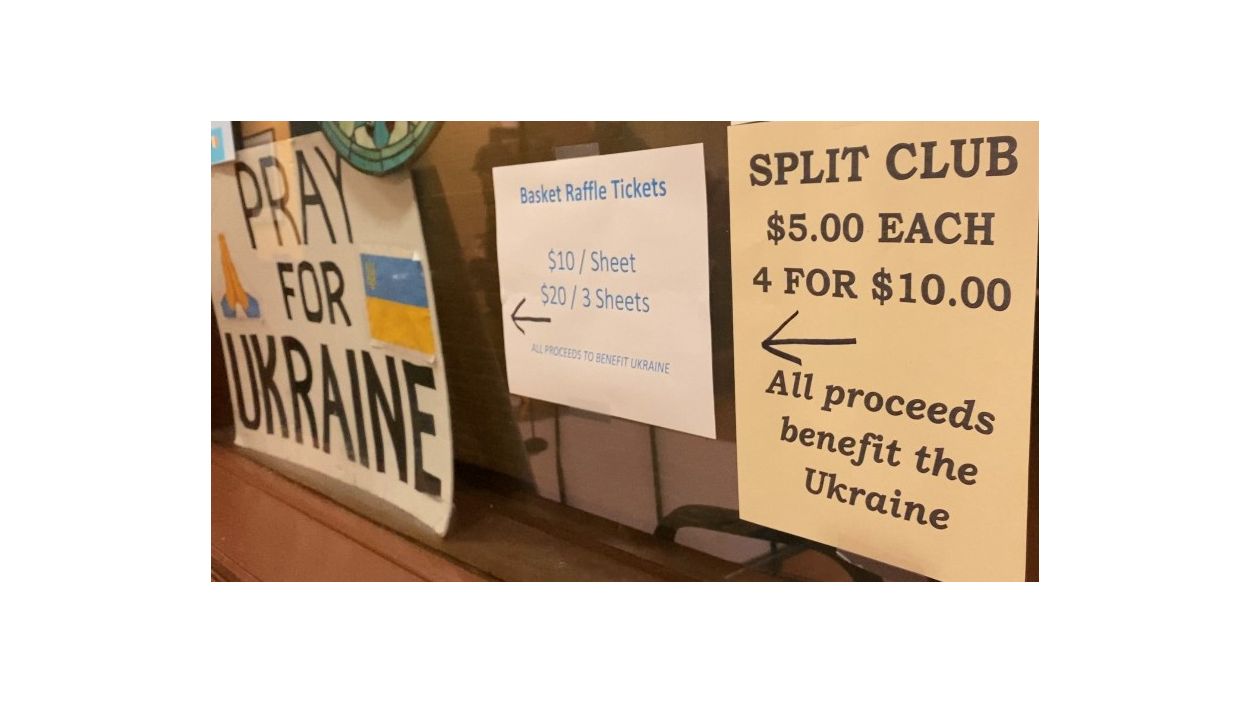 PRAY
FOR
UKRAINE
Basket Raffle Tickets
$10 / Sheet
$20 / 3 Sheets
ALL PROCEEDS TO BENEFIT UKRAINE
SPLIT CLUB
$5.00 EACH
4 FOR $10.00
All proceeds
benefit the
Ukraine